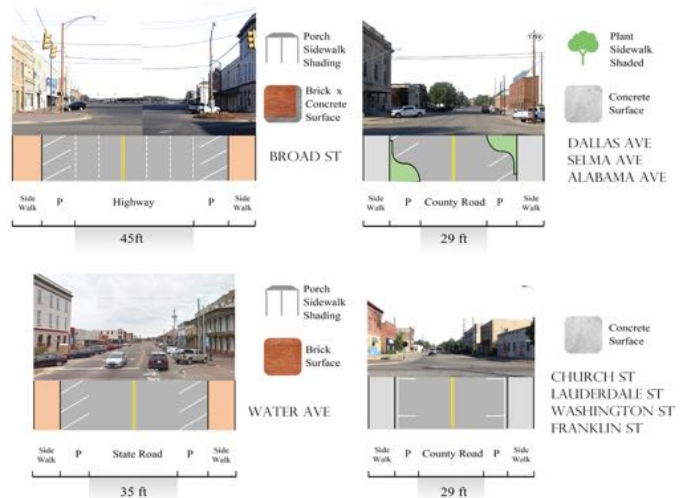 Porch
Sidewalk
Shading
Brick x
Concrete
Surface
BROAD ST
Side
Walk
P
Highway
P
Side
Walk
45ft
Plant
Sidewalk
Shaded
Concrete
Surface
DALLAS AVE
SELMA AVE
ALABAMA AVE
Side
Walk
P
County Road
P
Side
Walk
29 ft
Porch
Sidewalk
Shading
Brick
Surface
WATER AVE
Side
Walk
P
State Road
P
Side
Walk
35 ft
Concrete
Surface
CHURCH ST
LAUDERDALE ST
WASHINGTON ST
FRANKLIN ST
Side
Walk
P
County Road
P
Side
Walk
29 ft